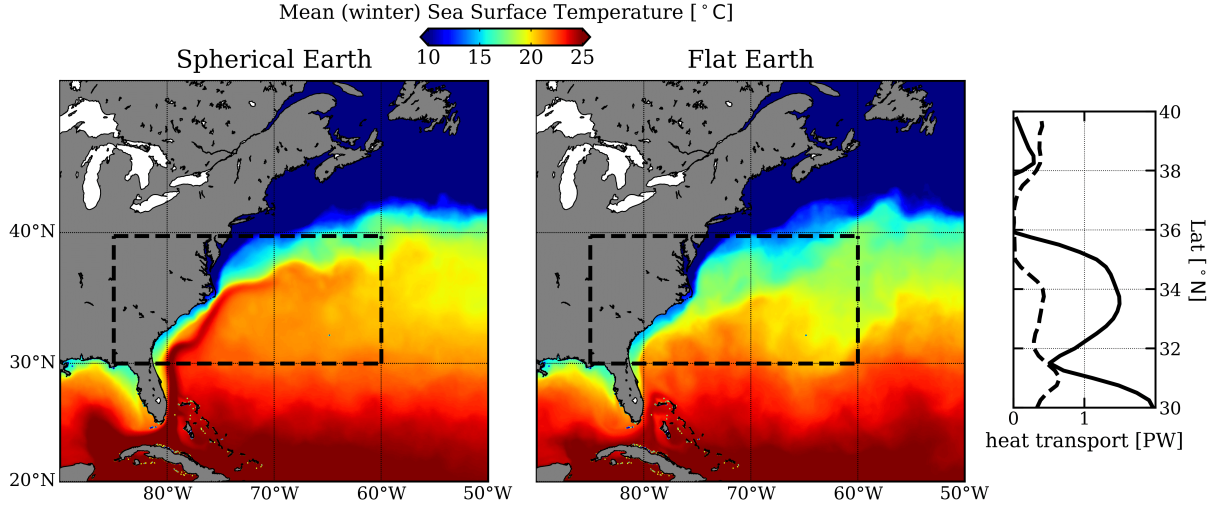 Mean (winter) Sea Surface Temperature [°C]
10 15 20 25
Spherical Earth
Flat Earth
40°N
30°N
20°N
80°W 70°W 60°W 50°W
80°W 70°W 60°W 50°W
40
38
36
34
32
30
Lat [°N]
0 1
heat transport [PW]